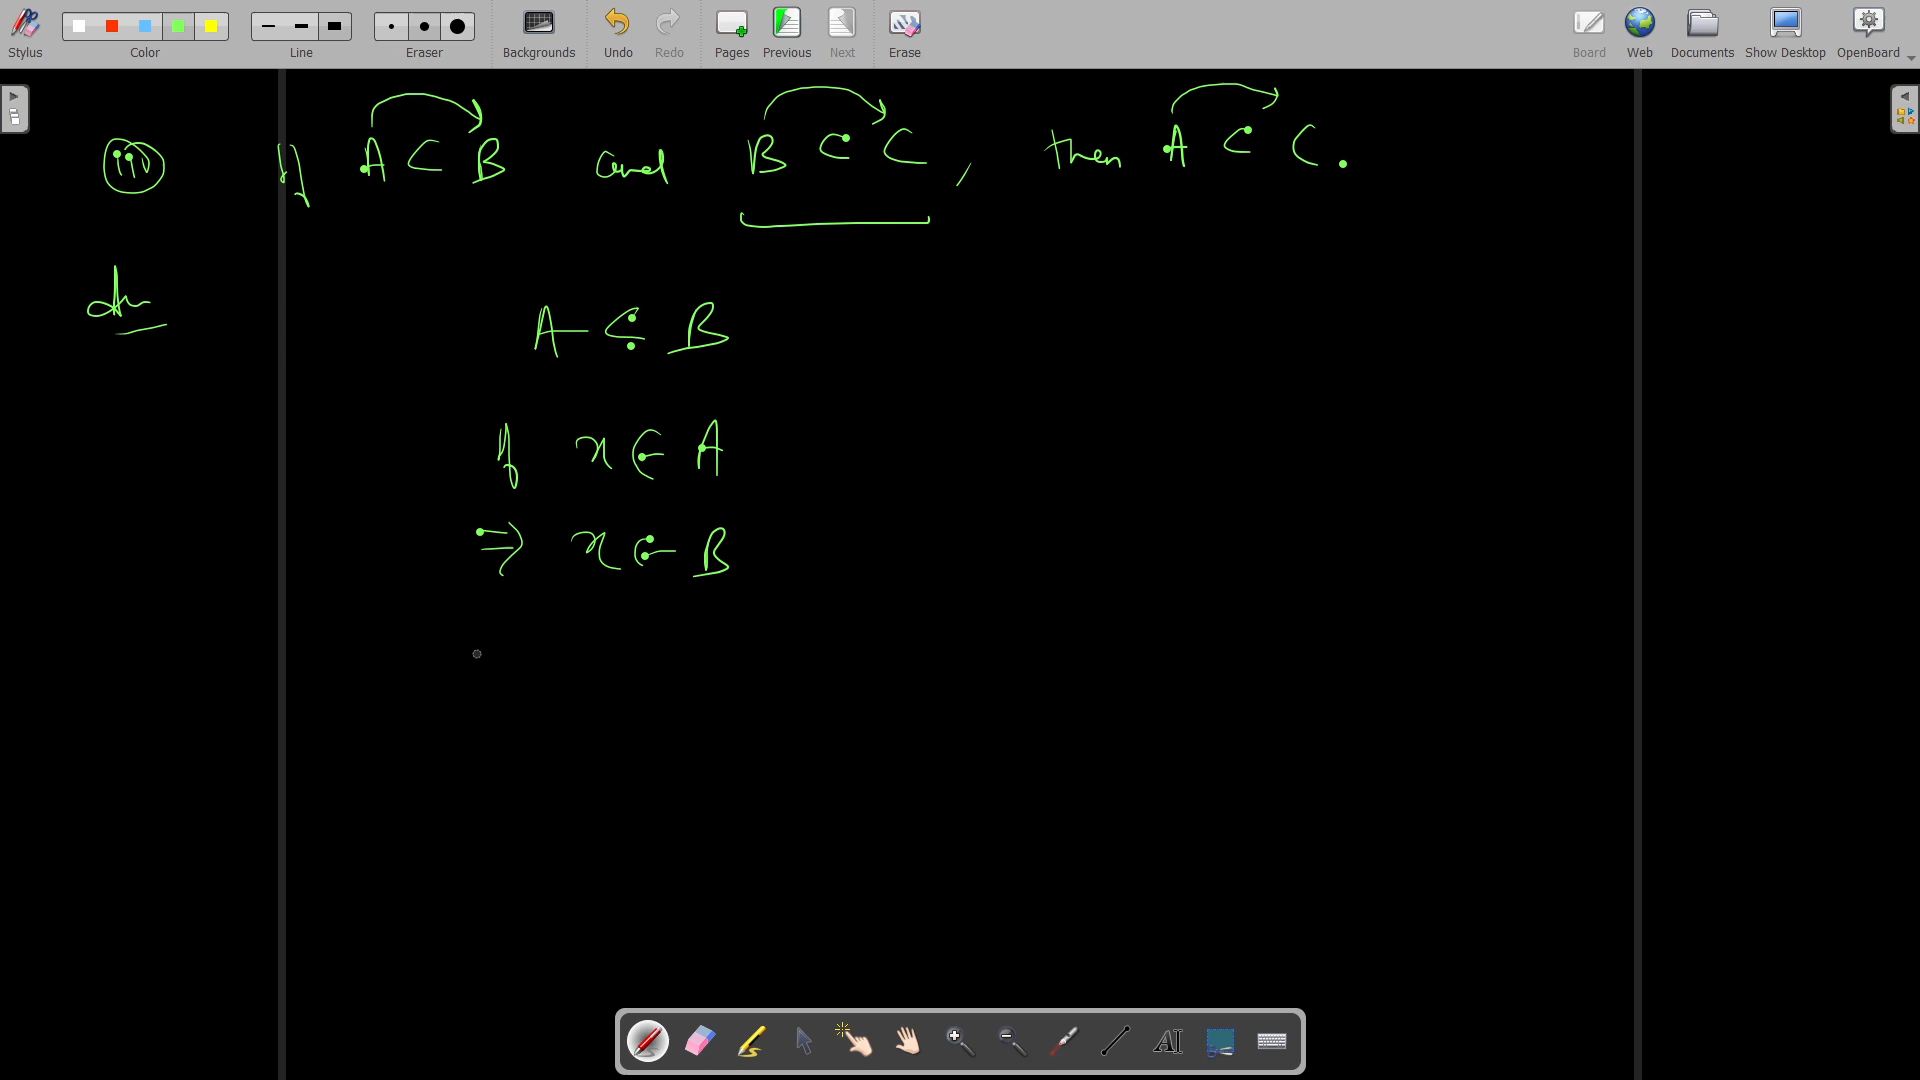 Stylus Color Line Eraser Backgrounds Undo Redo Pages Previous Next Erase Board Web Documents Show Desktop OpenBoard
iii If A ⊂ B and B ⊂ C, then A ⊂ C.
A ⊂ B
If x ∈ A
⇒ x ∈ B